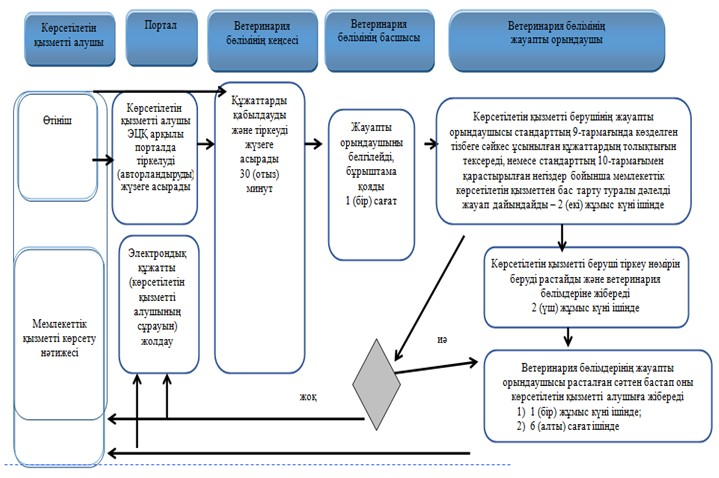 Көрсетілетін
қызметті алушы
Портал
Ветеринария
бөлімінің кеңсесі
Ветеринария
бөлімінің басшысы
Ветеринария бөлімінің
жауапты орындаушы
Өтініш
Көрсетілетін
қызметті алушы
ЭЦҚ арқылы
порталда
тіркелуді
(авторландыруды)
жүзеге асырады
Құжаттарды
қабылдауды
және тіркеуді
жүзеге
асырады
30 (отыз)
минут
Жауапты
орындаушыны
белгілейді,
бұрыштама
қояды
1 (бір) сағат
Көрсетілетін қызметті берушінің жауапты
орындаушысы стандарттың 9-тармағында көзделген
тізбеге сәйкес ұсынылған құжаттардың толықтығын
тексереді, немесе стандарттың 10-тармағымен
қарастырылған негіздер бойынша мемлекеттік
көрсетілетін қызметтен бас тарту туралы дәлелді
жауап дайындайды – 2 (екі) жұмыс күні ішінде
Мемлекеттік
қызметті көрсету
нәтижесі
Электрондық
құжатты
(көрсетілетін
қызметті
алушының
сұрауын)
жолдау
Көрсетілетін қызметті беруші тіркеу нөмірін
беруді растайды және ветеринария
бөлімдеріне жібереді
2 (үш) жұмыс күні ішінде
иә
жоқ
Ветеринария бөлімдерінің жауапты
орындаушысы расталған сәттен бастап оны
көрсетілетін қызметті алушыға жібереді
1) 1 (бір) жұмыс күні ішінде;
2) 6 (алты) сағат ішінде